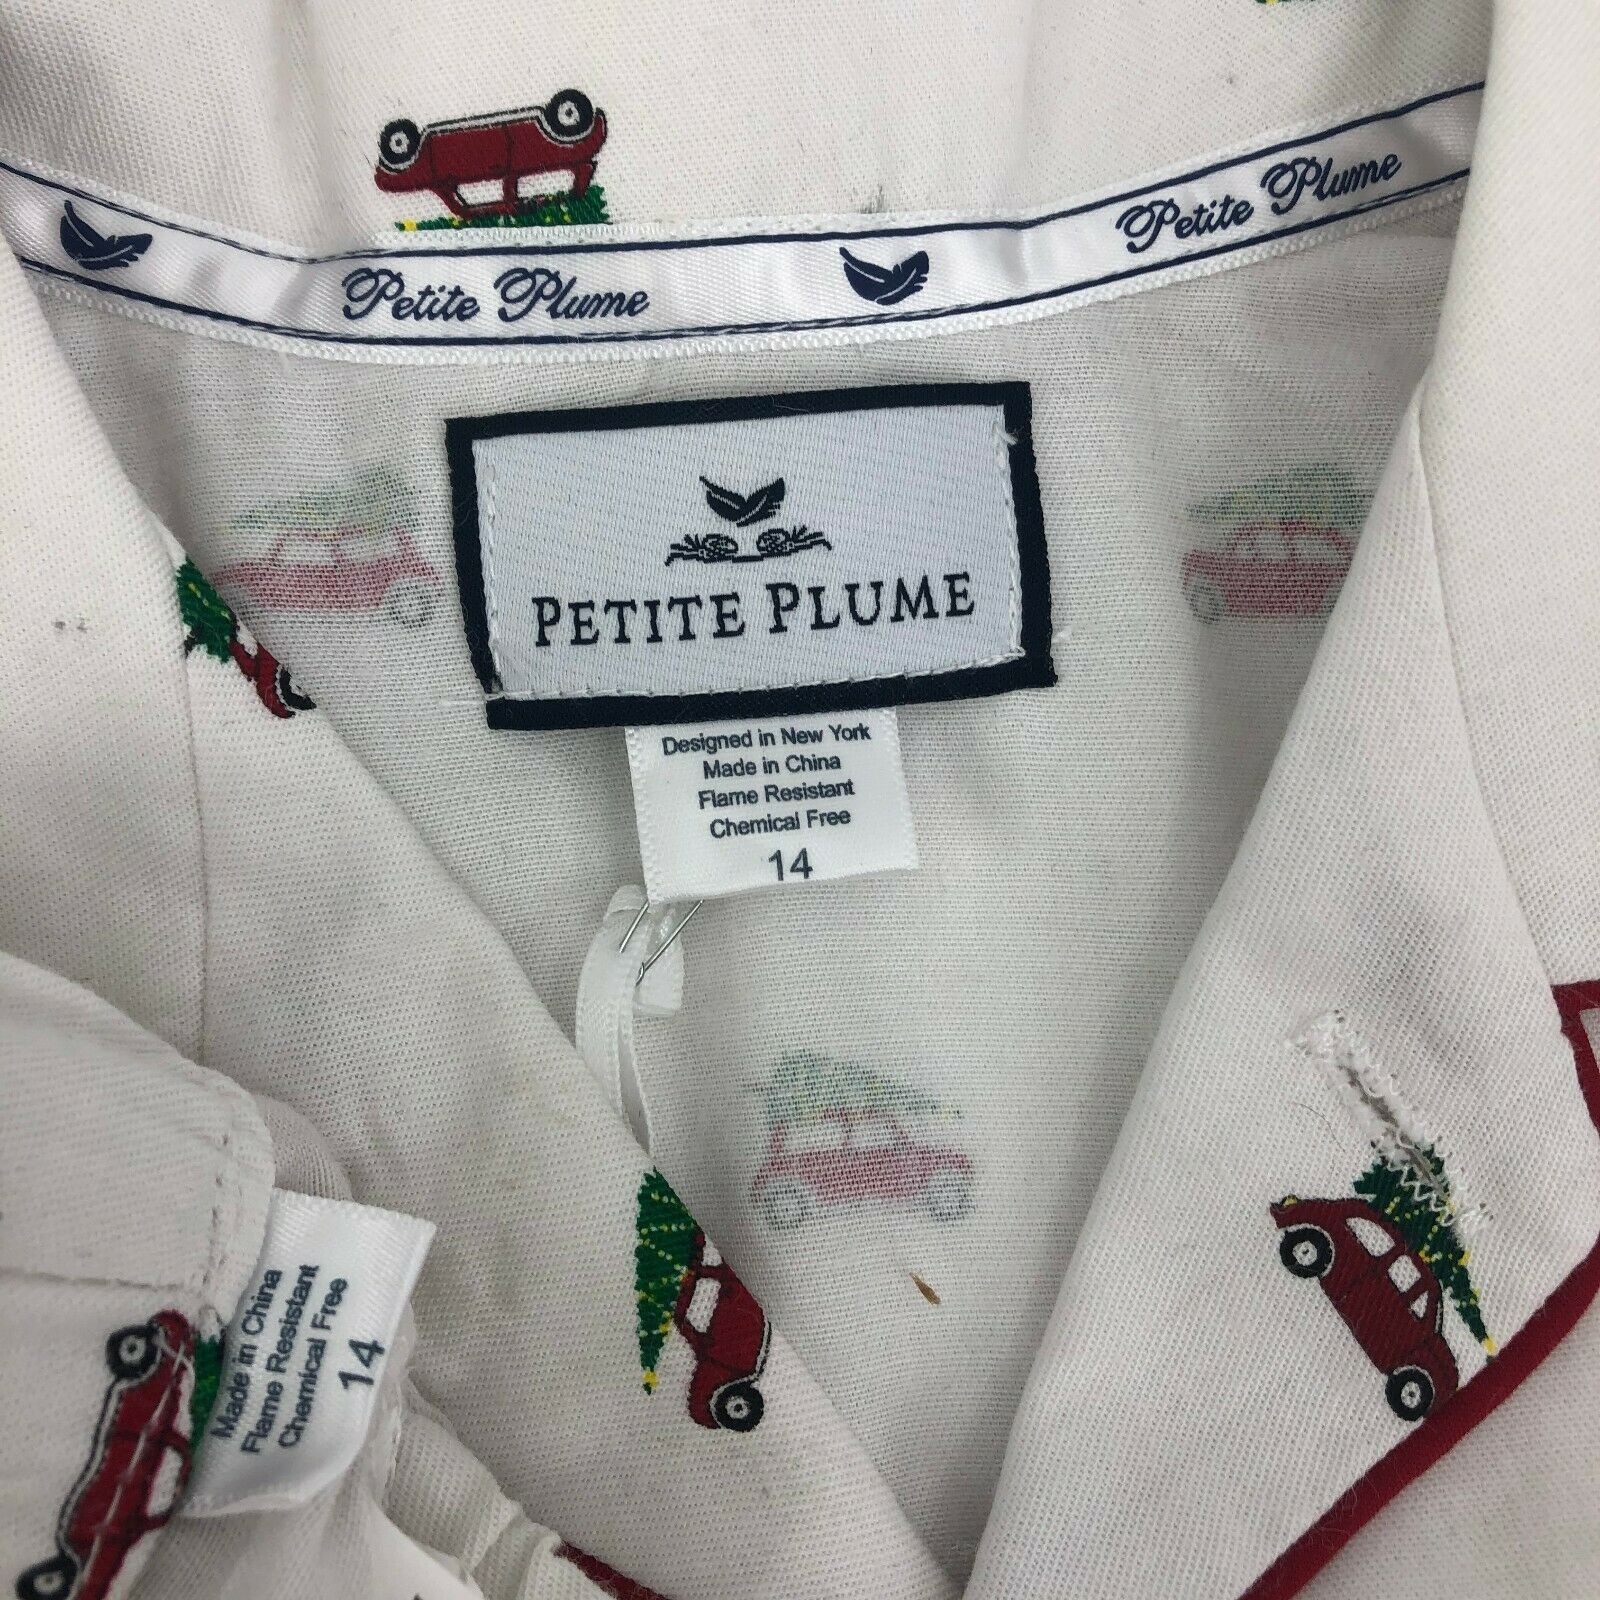 Petite Plume
Petite Plume
PETITE PLUME
Designed in New York
Made in China
Flame Resistant
Chemical Free
14
Made in China
Flame Resistant
Chemical Free
14